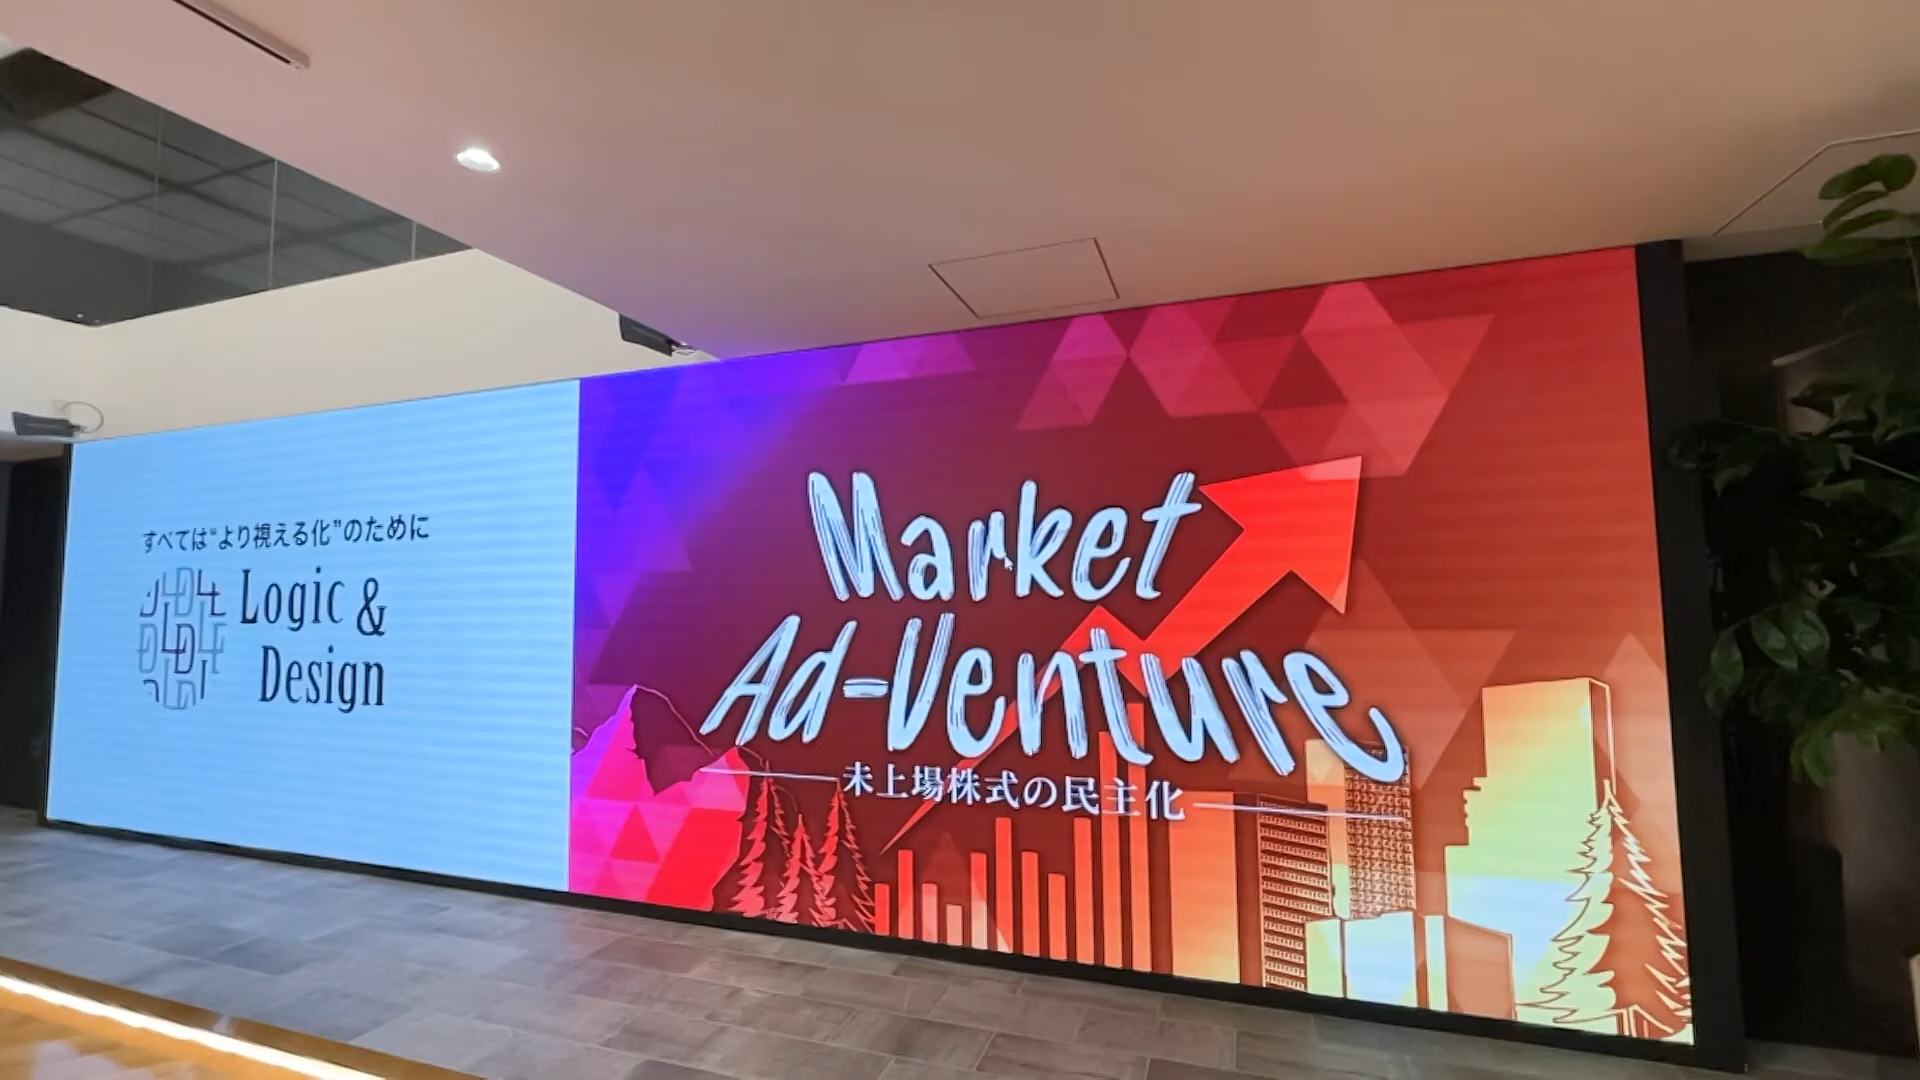 すべては“より視える化”のために
Logic &
Design
Market
Ad-Venture
未上場株式の民主化